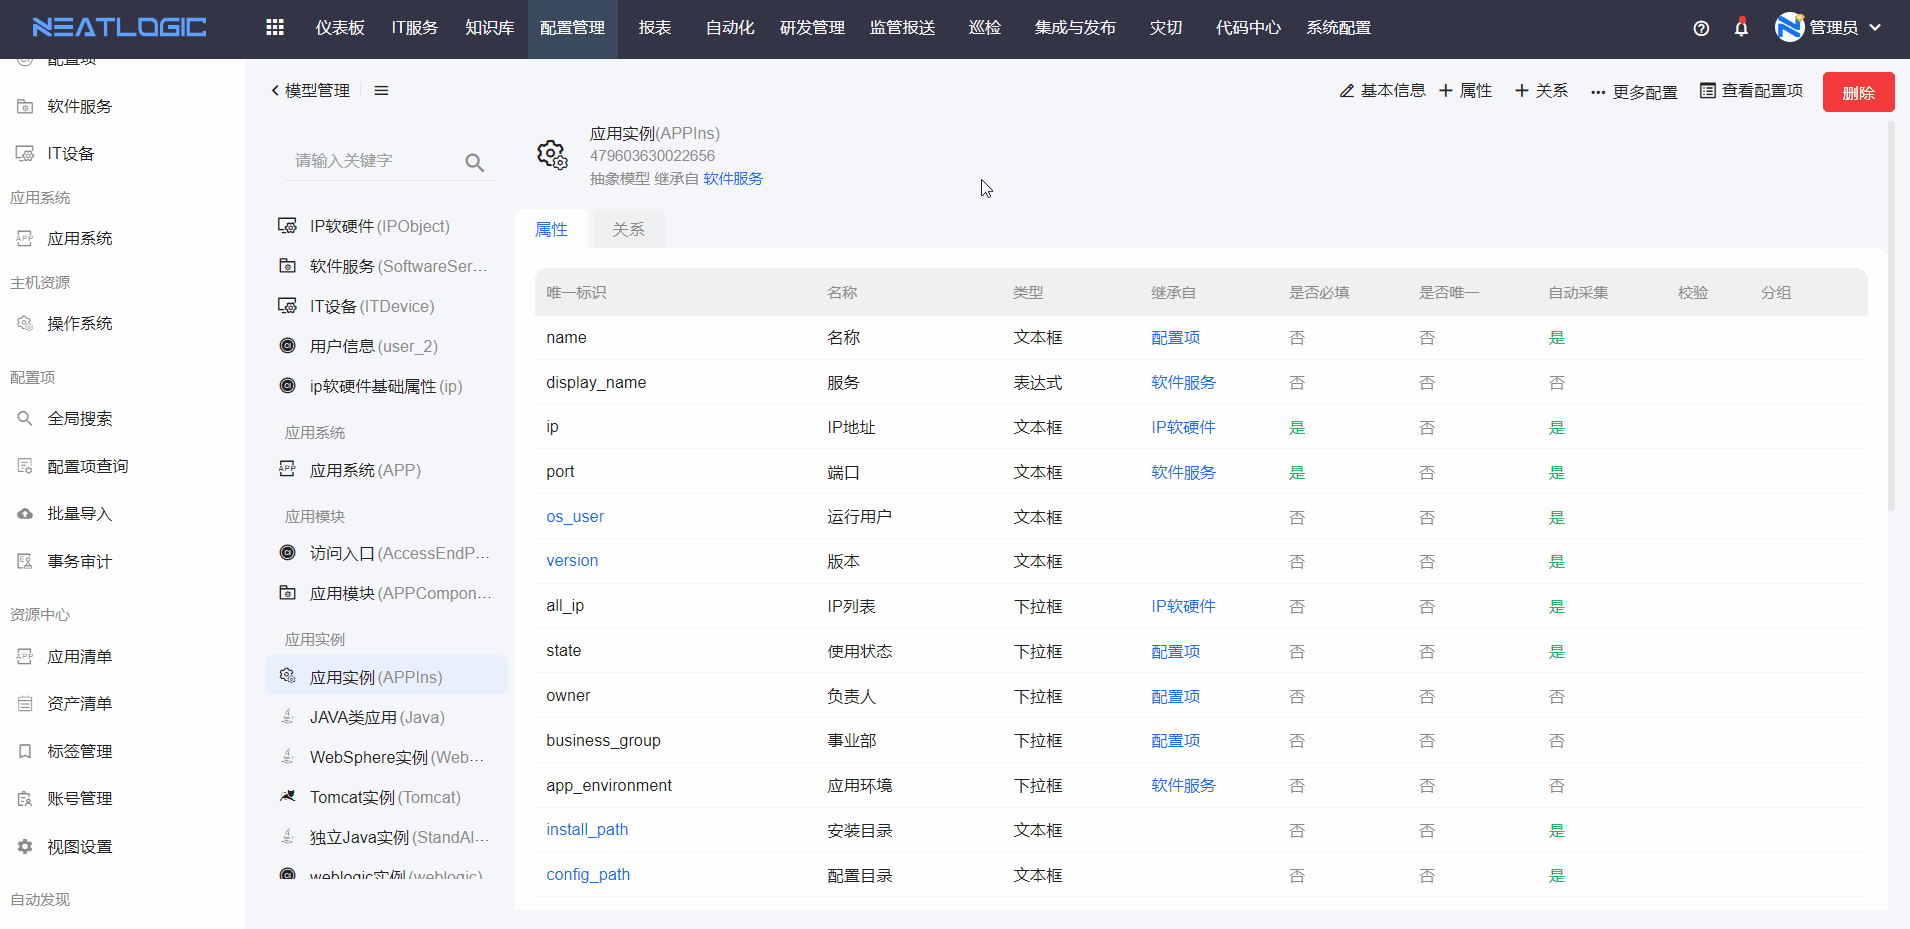 NEATLOGIC 仪表板 IT服务 知识库 配置管理 报表 自动化 研发管理 监管报送 巡检 集成与发布 灾切 代码中心 系统配置 管理员
配置项
软件服务
IT设备
应用系统
应用系统
主机资源
操作系统
配置项
全局搜索
配置项查询
批量导入
事务审计
资源中心
应用清单
资产清单
标签管理
账号管理
视图设置
自动发现
模型管理
基本信息 属性 关系 更多配置 查看配置项 删除
请输入关键字
IP软硬件(IPObject)
软件服务(SoftwareSer...
IT设备(ITDevice)
用户信息(user_2)
ip软硬件基础属性(ip)
应用系统
应用系统(APP)
应用模块
访问入口(AccessEndP...
应用模块(APPCompon...
应用实例
应用实例(APPIns)
JAVA类应用(Java)
WebSphere实例(Web...
Tomcat实例(Tomcat)
独立Java实例(StandAl...
weblogic实例(weblogic)
应用实例(APPIns)
479603630022656
抽象模型 继承自 软件服务
属性 关系
唯一标识 名称 类型 继承自 是否必填 是否唯一 自动采集 校验 分组
name 名称 文本框 配置项 否 否 是
display_name 服务 表达式 软件服务 否 否 否
ip IP地址 文本框 IP软硬件 是 否 是
port 端口 文本框 软件服务 是 否 是
os_user 运行用户 文本框 否 否 是
version 版本 文本框 否 否 是
all_ip IP列表 下拉框 IP软硬件 否 否 是
state 使用状态 下拉框 配置项 否 否 是
owner 负责人 下拉框 配置项 否 否 否
business_group 事业部 下拉框 配置项 否 否 否
app_environment 应用环境 下拉框 软件服务 否 否 否
install_path 安装目录 文本框 否 否 是
config_path 配置目录 文本框 否 否 是